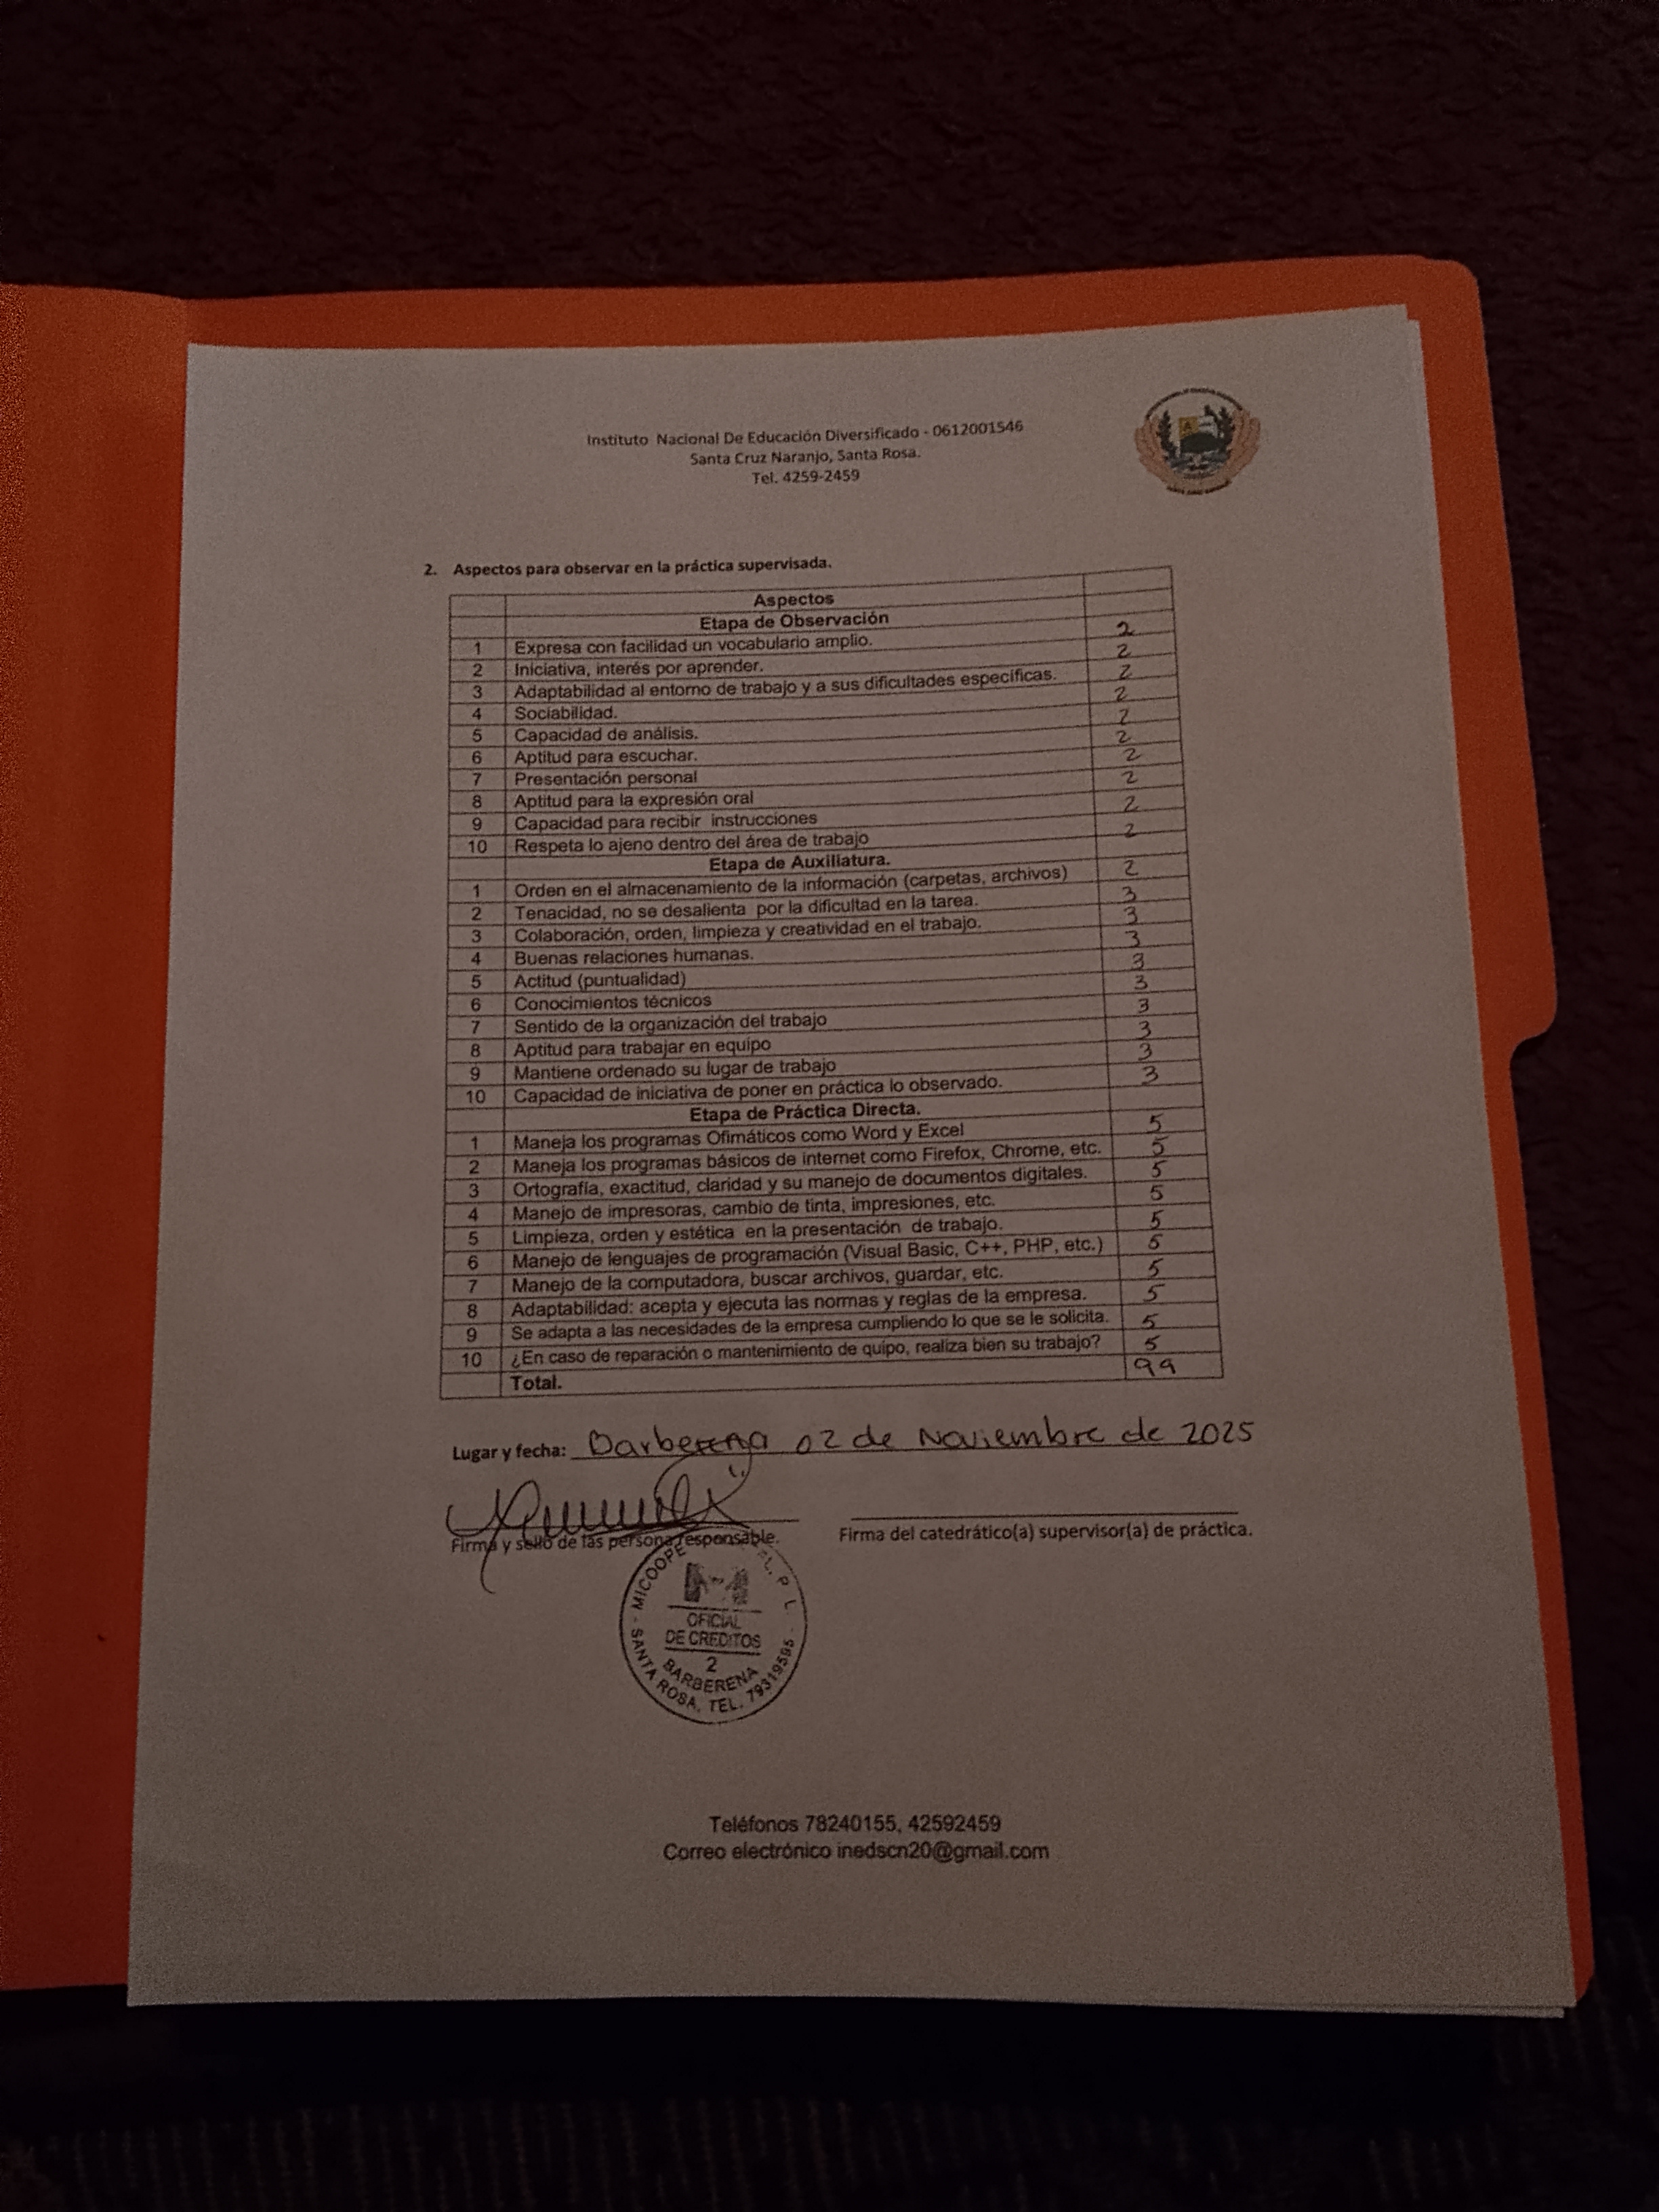 Instituto Nacional De Educación Diversificado - 0612001546
Santa Cruz Naranjo, Santa Rosa.
Tel. 4259-2459
2. Aspectos para observar en la práctica supervisada.
Aspectos
Etapa de Observación
1 Expresa con facilidad un vocabulario amplio. 2
2 Iniciativa, interés por aprender. 2
3 Adaptabilidad al entorno de trabajo y a sus dificultades especificas. 2
4 Sociabilidad. 2
5 Capacidad de análisis. 2
6 Aptitud para escuchar. 2
7 Presentación personal 2
8 Aptitud para la expresión oral 2
9 Capacidad para recibir instrucciones 2
10 Respeta lo ajeno dentro del área de trabajo 2
Etapa de Auxiliatura.
1 Orden en el almacenamiento de la información (carpetas, archivos) 2
2 Tenacidad, no se desalienta por la dificultad en la tarea. 3
3 Colaboración, orden, limpieza y creatividad en el trabajo. 3
4 Buenas relaciones humanas. 3
5 Actitud (puntualidad) 3
6 Conocimientos técnicos 3
7 Sentido de la organización del trabajo 3
8 Aptitud para trabajar en equipo 3
9 Mantiene ordenado su lugar de trabajo 3
10 Capacidad de iniciativa de poner en práctica lo observado. 3
Etapa de Práctica Directa.
1 Maneja los programas Ofimáticos como Word y Excel 5
2 Maneja los programas básicos de internet como Firefox, Chrome, etc. 5
3 Ortografía, exactitud, claridad y su manejo de documentos digitales. 5
4 Manejo de impresoras, cambio de tinta, impresiones, etc. 5
5 Limpieza, orden y estética en la presentación de trabajo. 5
6 Manejo de lenguajes de programación (Visual Basic, C++, PHP, etc.) 5
7 Manejo de la computadora, buscar archivos, guardar, etc. 5
8 Adaptabilidad: acepta y ejecuta las normas y reglas de la empresa. 5
9 Se adapta a las necesidades de la empresa cumpliendo lo que se le solicita. 5
10 ¿En caso de reparación o mantenimiento de quipo, realiza bien su trabajo? 5
Total. 99
Lugar y fecha: Barberena 02 de Noviembre de 2025
Firma y sello de las persona responsable.
Firma del catedrático(a) supervisor(a) de práctica.
OFICIAL
DE CREDITOS
2
BARBERENA
SANTA ROSA, TEL. 79319595
Teléfonos 78240155, 42592459
Correo electrónico inedscn20@gmail.com